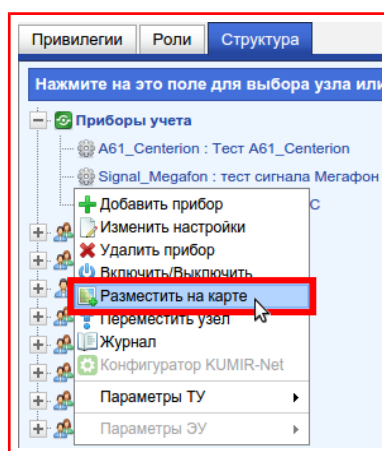 Привилегии Роли Структура
Нажмите на это поле для выбора узла или
Приборы учета
A61_Centerion : Тест A61_Centerion
Signal_Megafon : тест сигнала Мегафон
С
Добавить прибор
Изменить настройки
Удалить прибор
Включить/Выключить
Разместить на карте
Переместить узел
Журнал
Конфигуратор KUMIR-Net
Параметры ТУ
Параметры ЭУ